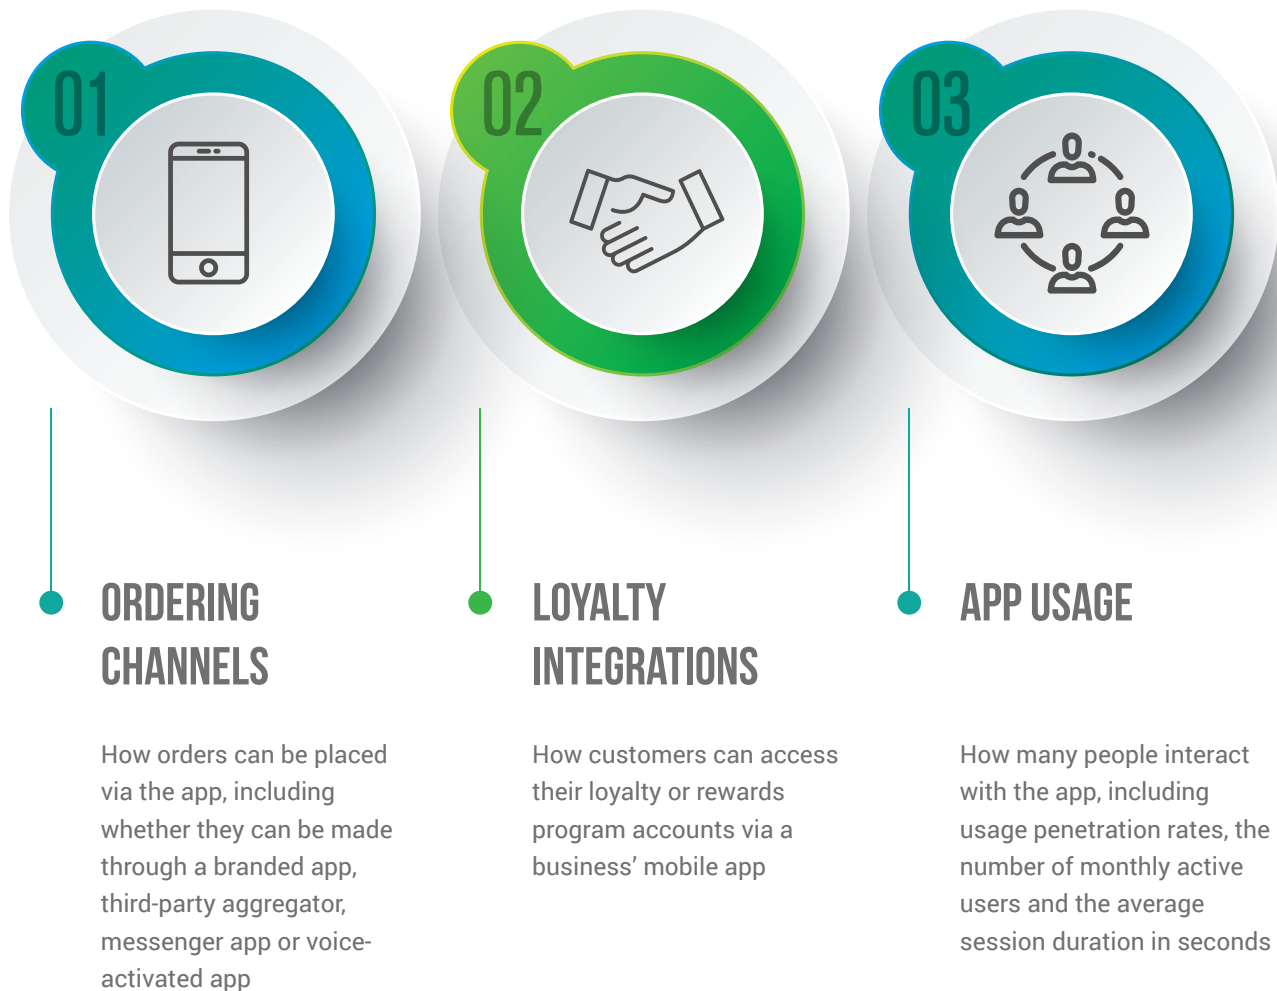 01
ORDERING
CHANNELS
How orders can be placed
via the app, including
whether they can be made
through a branded app,
third-party aggregator,
messenger app or voice-
activated app
02
LOYALTY
INTEGRATIONS
How customers can access
their loyalty or rewards
program accounts via a
business’ mobile app
03
APP USAGE
How many people interact
with the app, including
usage penetration rates, the
number of monthly active
users and the average
session duration in seconds